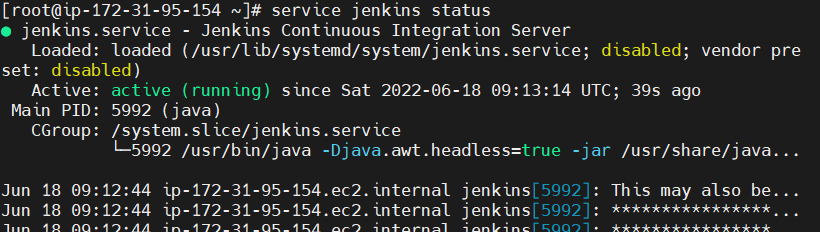 [root@ip-172-31-95-154 ~]# service jenkins status
● jenkins.service - Jenkins Continuous Integration Server
   Loaded: loaded (/usr/lib/systemd/system/jenkins.service; disabled; vendor pre
set: disabled)
   Active: active (running) since Sat 2022-06-18 09:13:14 UTC; 39s ago
 Main PID: 5992 (java)
   CGroup: /system.slice/jenkins.service
           └─5992 /usr/bin/java -Djava.awt.headless=true -jar /usr/share/java...

Jun 18 09:12:44 ip-172-31-95-154.ec2.internal jenkins[5992]: This may also be...
Jun 18 09:12:44 ip-172-31-95-154.ec2.internal jenkins[5992]: ****************...
Jun 18 09:12:44 ip-172-31-95-154.ec2.internal jenkins[5992]: ****************...